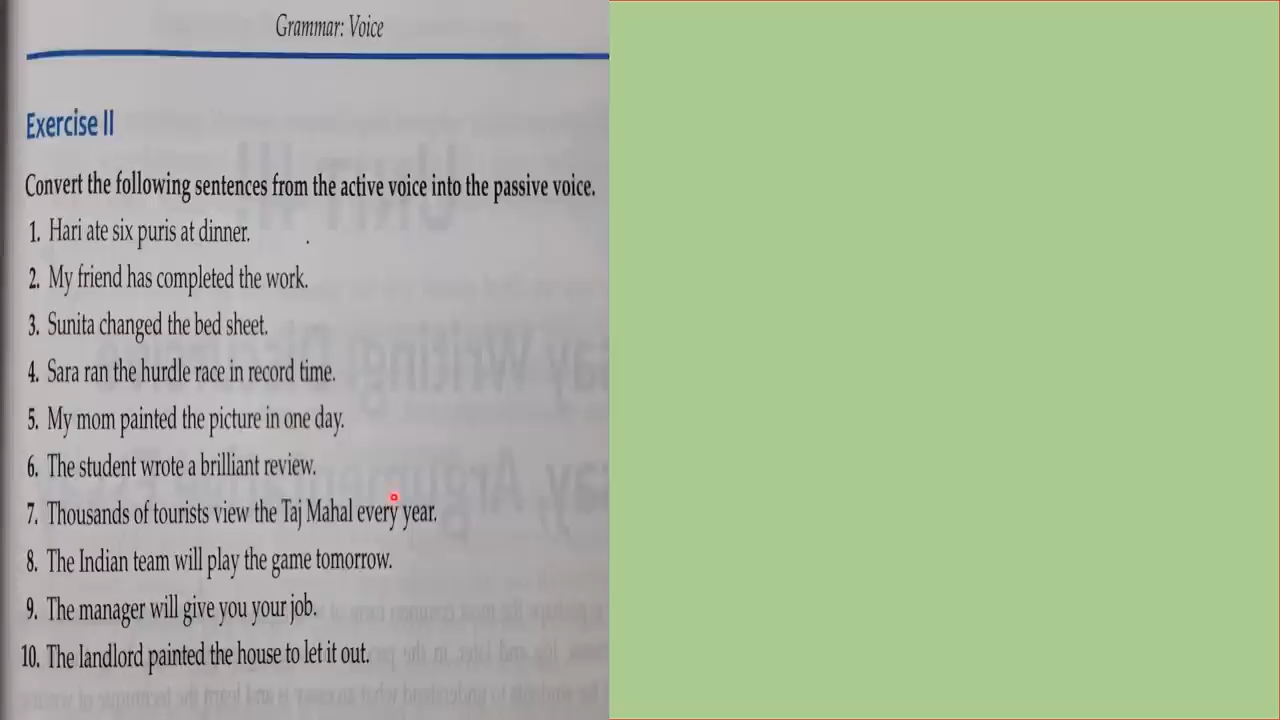 Grammar: Voice
Exercise II
Convert the following sentences from the active voice into the passive voice.
1. Hari ate six puris at dinner.
2. My friend has completed the work.
3. Sunita changed the bed sheet.
4. Sara ran the hurdle race in record time.
5. My mom painted the picture in one day.
6. The student wrote a brilliant review.
7. Thousands of tourists view the Taj Mahal every year.
8. The Indian team will play the game tomorrow.
9. The manager will give you your job.
10. The landlord painted the house to let it out.